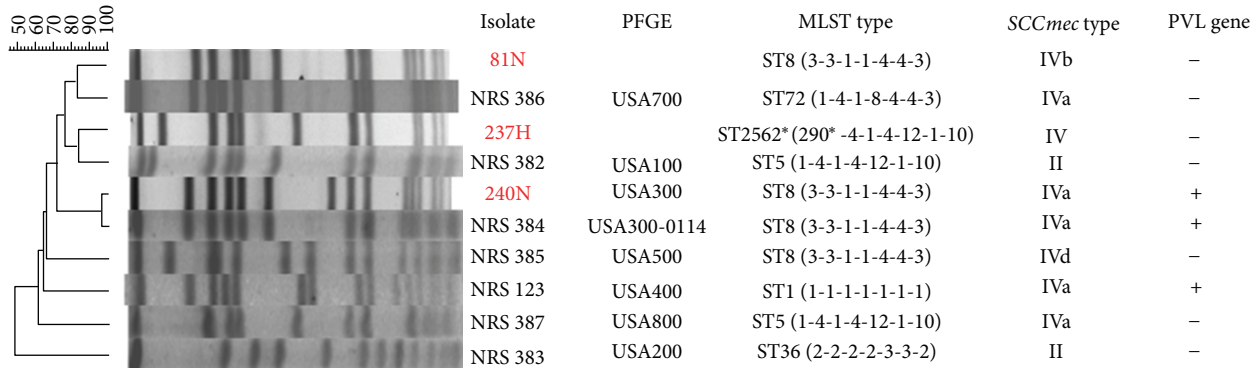 50 60 70 80 90 100
Isolate PFGE MLST type SCCmec type PVL gene
81N ST8 (3-3-1-1-4-4-3) IVb −
NRS 386 USA700 ST72 (1-4-1-8-4-4-3) IVa −
237H ST2562* (290* -4-1-4-12-1-10) IV −
NRS 382 USA100 ST5 (1-4-1-4-12-1-10) II −
240N USA300 ST8 (3-3-1-1-4-4-3) IVa +
NRS 384 USA300-0114 ST8 (3-3-1-1-4-4-3) IVa +
NRS 385 USA500 ST8 (3-3-1-1-4-4-3) IVd −
NRS 123 USA400 ST1 (1-1-1-1-1-1-1) IVa +
NRS 387 USA800 ST5 (1-4-1-4-12-1-10) IVa −
NRS 383 USA200 ST36 (2-2-2-2-3-3-2) II −